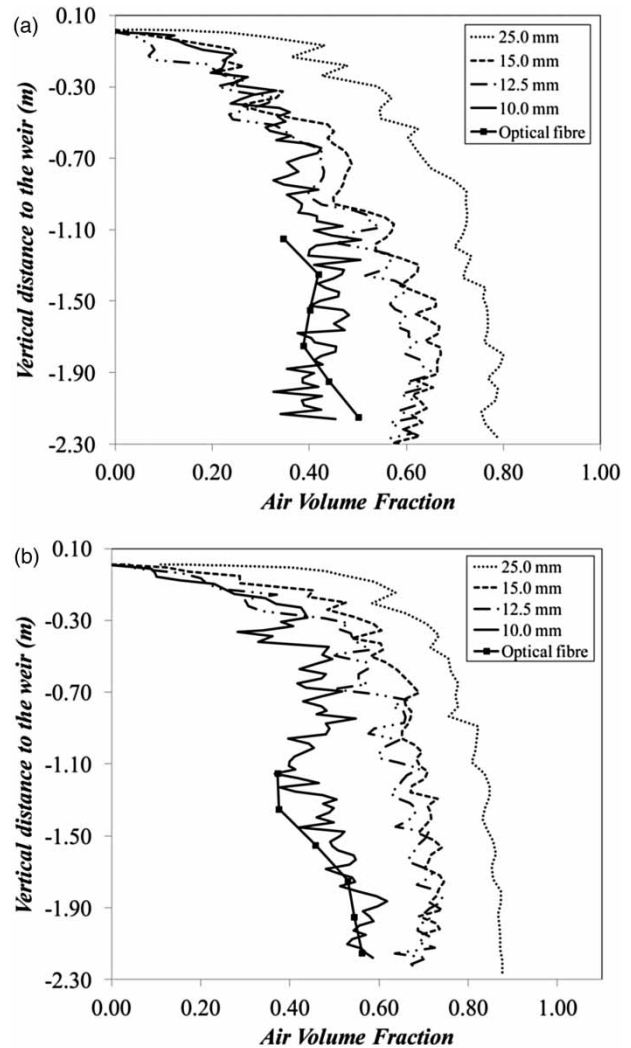 (a)
0.10
-0.30
-0.70
-1.10
-1.50
-1.90
-2.30
Vertical distance to the weir (m)
0.00 0.20 0.40 0.60 0.80 1.00
Air Volume Fraction
25.0 mm
15.0 mm
12.5 mm
10.0 mm
Optical fibre
(b)
0.10
-0.30
-0.70
-1.10
-1.50
-1.90
-2.30
Vertical distance to the weir (m)
0.00 0.20 0.40 0.60 0.80 1.00
Air Volume Fraction
25.0 mm
15.0 mm
12.5 mm
10.0 mm
Optical fibre